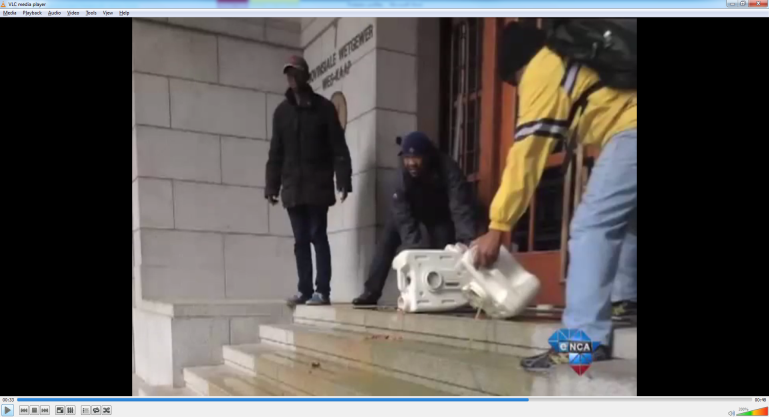 VLC media player
Media Playback Audio Video Tools View Help
PROVINSIALE WETGEWER
WES-KAAP
eNCA
00:33
00:48